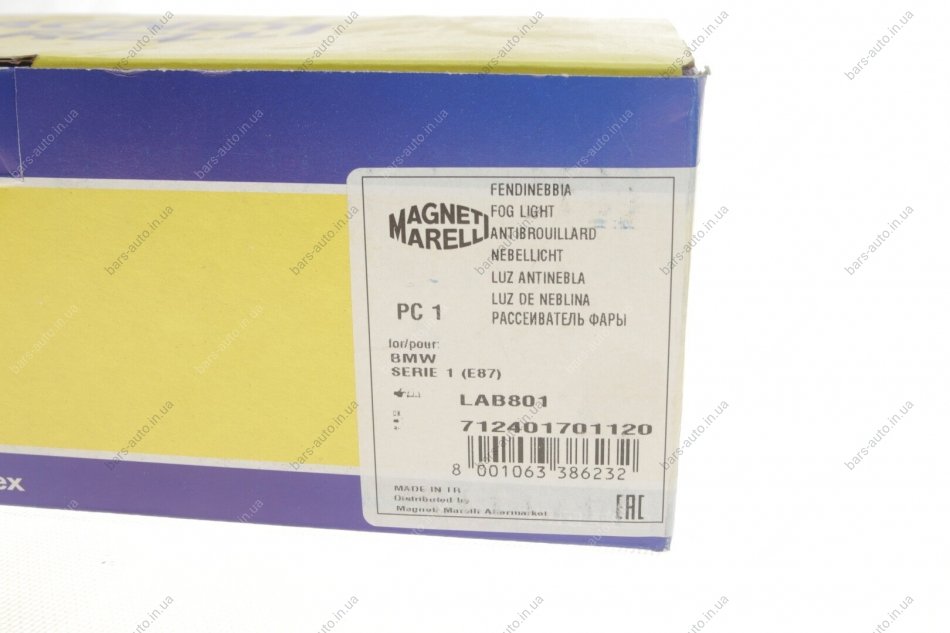 FENDINEBBIA
FOG LIGHT
ANTIBROUILLARD
NEBELLICHT
LUZ ANTINEBLA
LUZ DE NEBLINA
РАССЕИВАТЕЛЬ ФАРЫ
MAGNETI
MARELLI
PC 1
for/pour:
BMW
SERIE 1 (E87)
LAB801
712401701120
8 001063 386232
MADE IN TR
Distributed by
Magneti Marelli Aftermarket
EAC
ex
bars-auto.in.ua